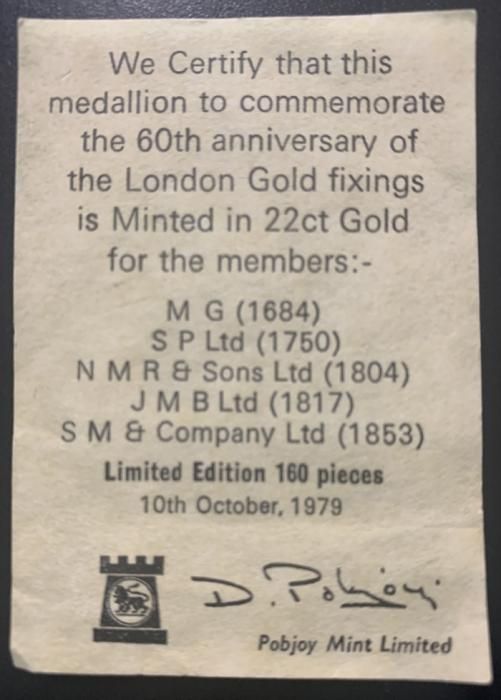 We Certify that this
medallion to commemorate
the 60th anniversary of
the London Gold fixings
is Minted in 22ct Gold
for the members:-
M G (1684)
S P Ltd (1750)
N M R & Sons Ltd (1804)
J M B Ltd (1817)
S M & Company Ltd (1853)
Limited Edition 160 pieces
10th October, 1979
D. Pobjoy
Pobjoy Mint Limited